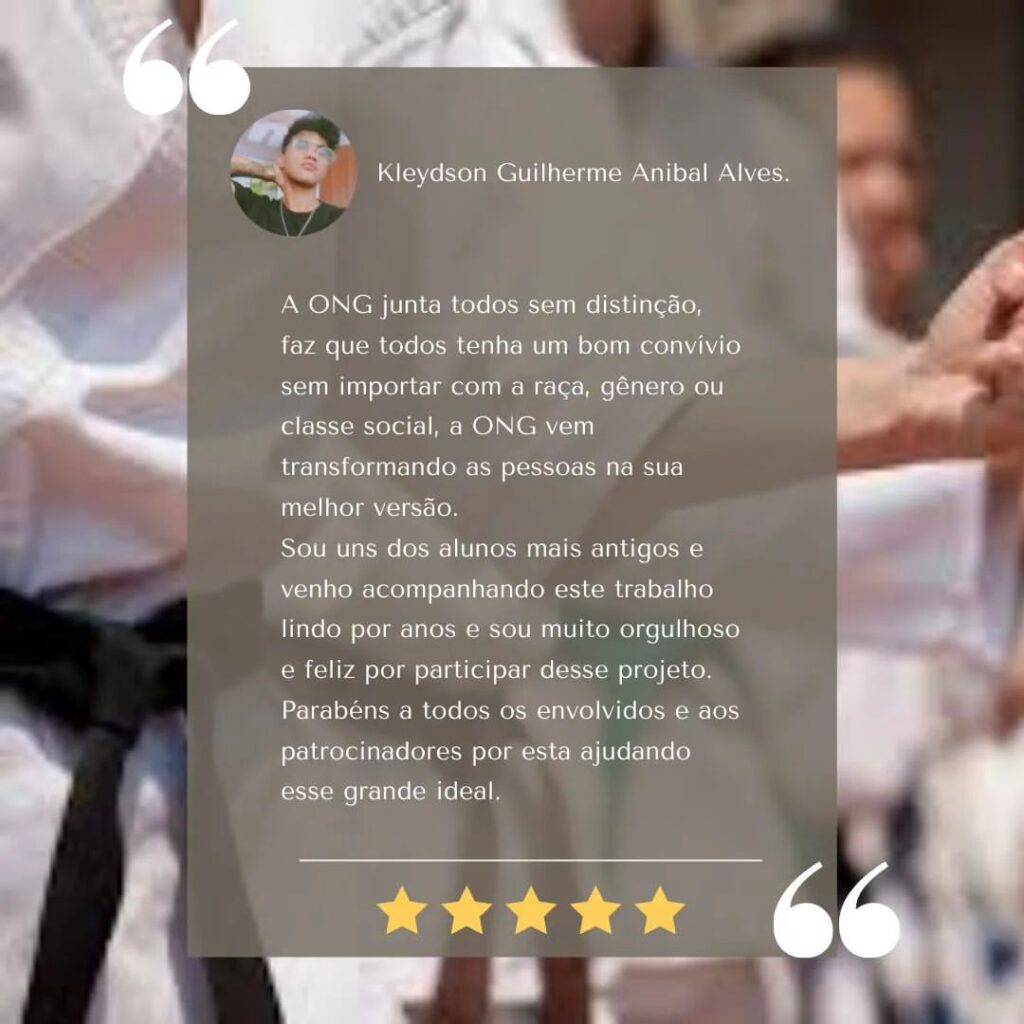 Kleydson Guilherme Anibal Alves.
A ONG junta todos sem distinção,
faz que todos tenha um bom convívio
sem importar com a raça, gênero ou
classe social, a ONG vem
transformando as pessoas na sua
melhor versão.
Sou uns dos alunos mais antigos e
venho acompanhando este trabalho
lindo por anos e sou muito orgulhoso
e feliz por participar desse projeto.
Parabéns a todos os envolvidos e aos
patrocinadores por esta ajudando
esse grande ideal.